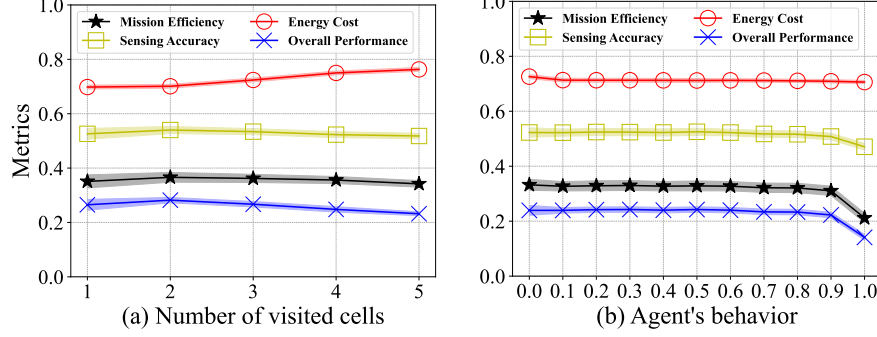 Mission Efficiency
Energy Cost
Sensing Accuracy
Overall Performance
Metrics
1.0
0.8
0.6
0.4
0.2
0.0
1 2 3 4 5
(a) Number of visited cells
Mission Efficiency
Energy Cost
Sensing Accuracy
Overall Performance
1.0
0.8
0.6
0.4
0.2
0.0
0.0 0.1 0.2 0.3 0.4 0.5 0.6 0.7 0.8 0.9 1.0
(b) Agent's behavior